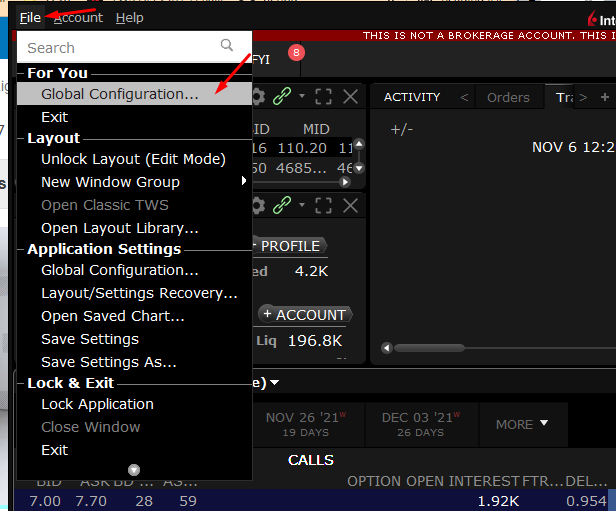 File Account Help
Inte
THIS IS NOT A BROKERAGE ACCOUNT. THIS I
Search
FYI
8
For You
Global Configuration...
Exit
Layout
Unlock Layout (Edit Mode)
New Window Group
Open Classic TWS
Open Layout Library...
Application Settings
Global Configuration...
Layout/Settings Recovery...
Open Saved Chart...
Save Settings
Save Settings As...
Lock & Exit
Lock Application
Close Window
Exit
ACTIVITY < Orders Tra > +
+/-
NOV 6 12:2
BID MID
16 110.20 11
50 4685... 46
+ PROFILE
ed 4.2K
+ ACCOUNT
Liq 196.8K
e)
NOV 26 '21 W
19 DAYS
DEC 03 '21 W
26 DAYS
MORE
CALLS
BID ASK BD ... AS... OPTION OPEN INTEREST FTR... DEL...
7.00 7.70 28 59 1.92K 0.954